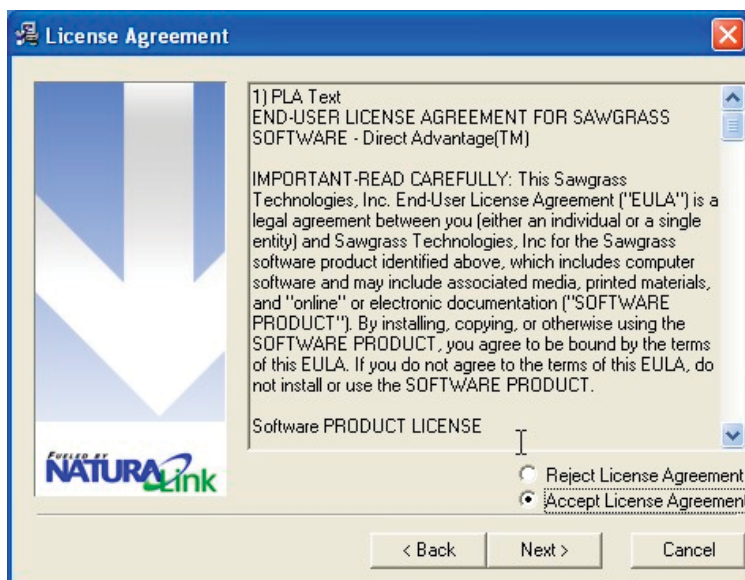 License Agreement
1) PLA Text
END-USER LICENSE AGREEMENT FOR SAWGRASS
SOFTWARE - Direct Advantage(TM)
IMPORTANT-READ CAREFULLY: This Sawgrass
Technologies, Inc. End-User License Agreement ("EULA") is a
legal agreement between you (either an individual or a single
entity) and Sawgrass Technologies, Inc for the Sawgrass
software product identified above, which includes computer
software and may include associated media, printed materials,
and "online" or electronic documentation ("SOFTWARE
PRODUCT"). By installing, copying, or otherwise using the
SOFTWARE PRODUCT, you agree to be bound by the terms
of this EULA. If you do not agree to the terms of this EULA, do
not install or use the SOFTWARE PRODUCT.
Software PRODUCT LICENSE
FUELED BY
NATURALink
Reject License Agreement
Accept License Agreemen
< Back Next > Cancel